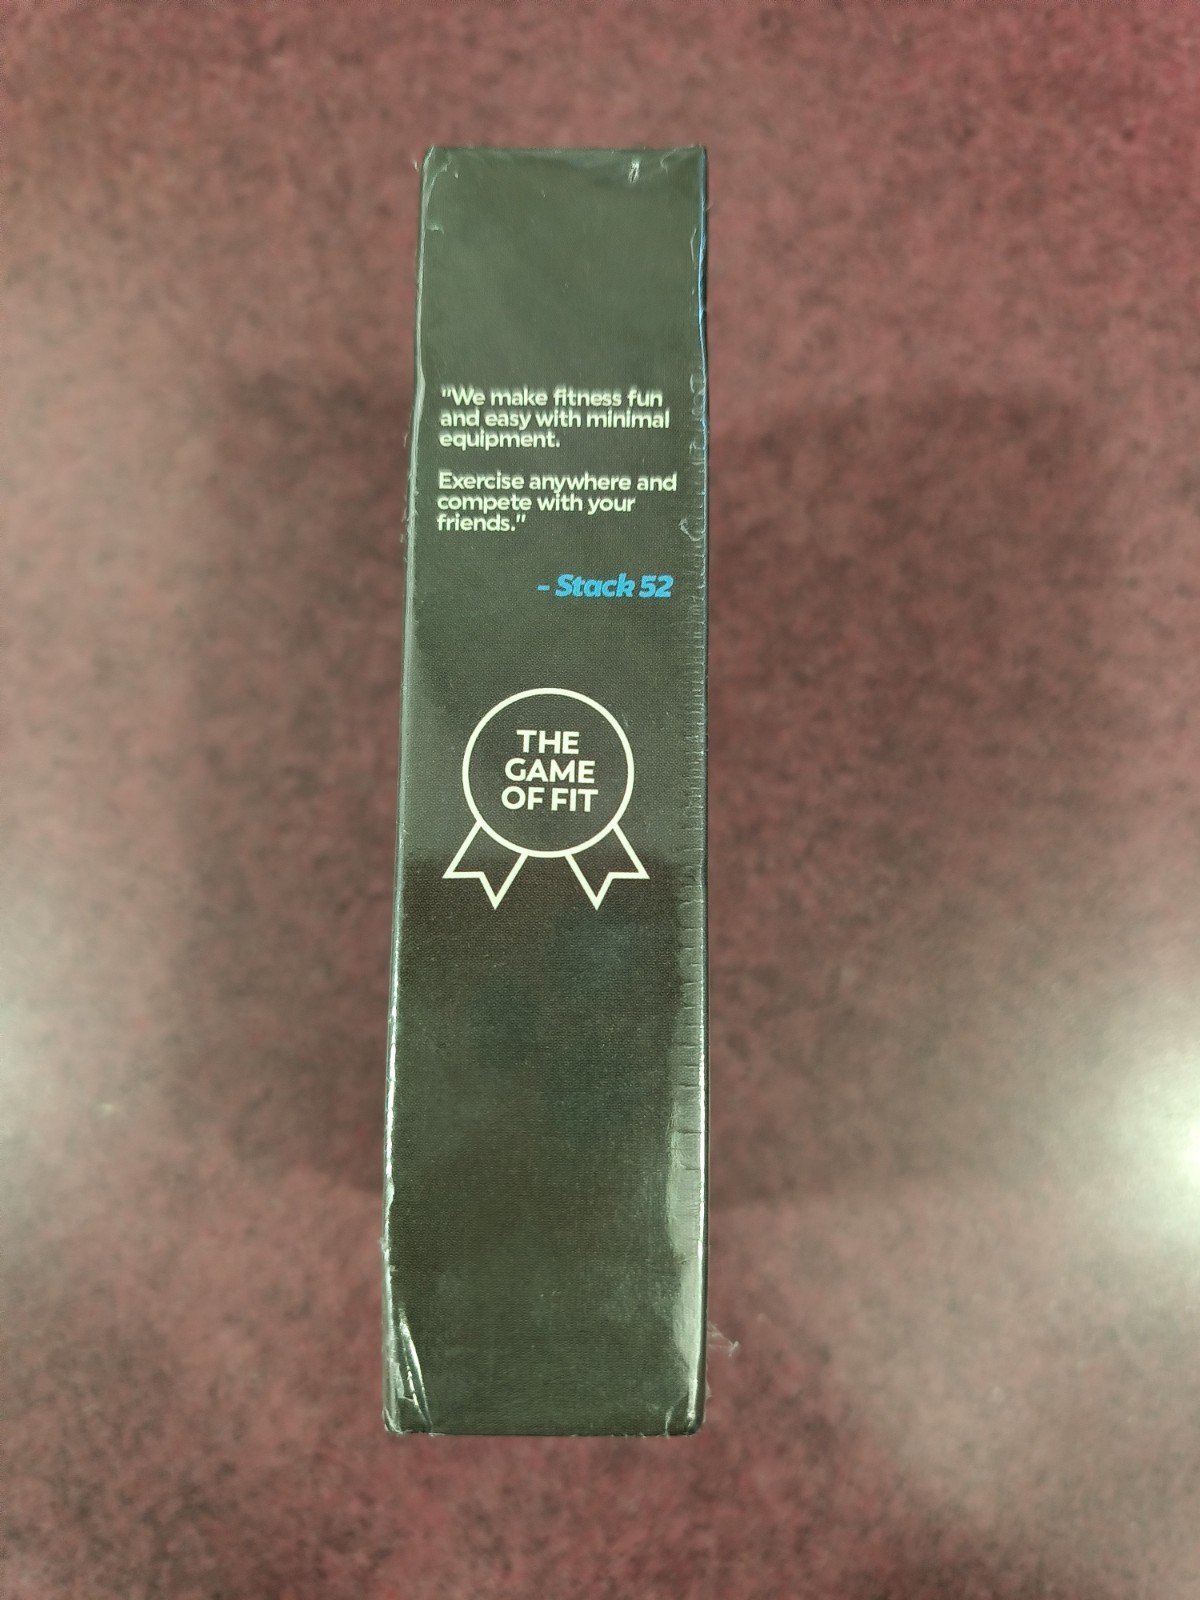 "We make fitness fun
and easy with minimal
equipment.
Exercise anywhere and
compete with your
friends."
- Stack 52
THE
GAME
OF FIT